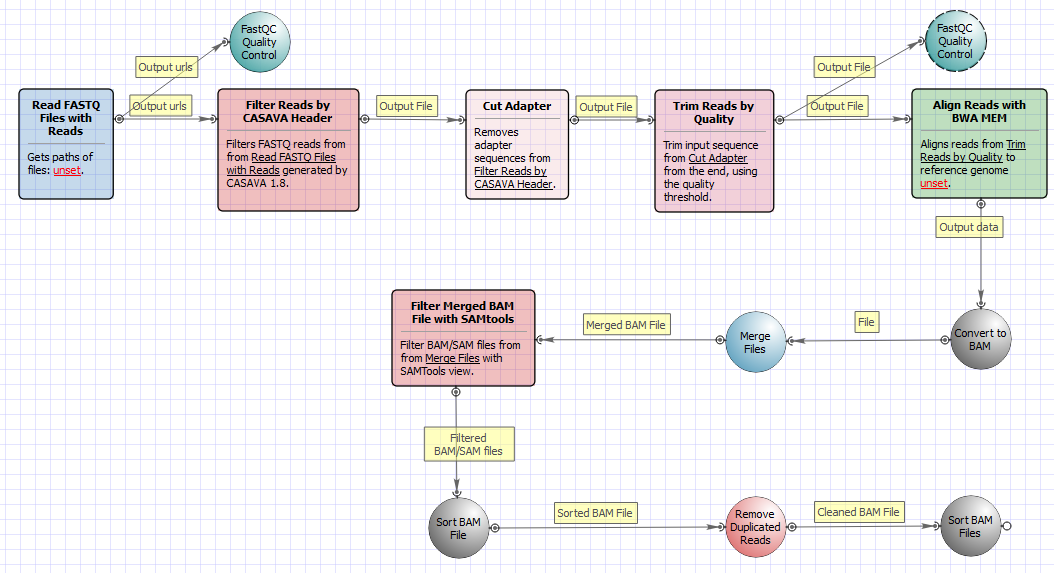 FastQC
Quality
Control
FastQC
Quality
Control
Output urls
Output File
Read FASTQ
Files with
Reads
Gets paths of
files: unset.
Output urls
Filter Reads by
CASAVA Header
Filters FASTQ reads from
from Read FASTQ Files
with Reads generated by
CASAVA 1.8.
Output File
Cut Adapter
Removes
adapter
sequences from
Filter Reads by
CASAVA Header.
Output File
Trim Reads by
Quality
Trim input sequence
from Cut Adapter
from the end, using
the quality
threshold.
Output File
Align Reads with
BWA MEM
Aligns reads from Trim
Reads by Quality to
reference genome
unset.
Output data
Convert to
BAM
File
Merge
Files
Merged BAM File
Filter Merged BAM
File with SAMtools
Filter BAM/SAM files from
from Merge Files with
SAMTools view.
Filtered
BAM/SAM files
Sort BAM
File
Sorted BAM File
Remove
Duplicated
Reads
Cleaned BAM File
Sort BAM
Files